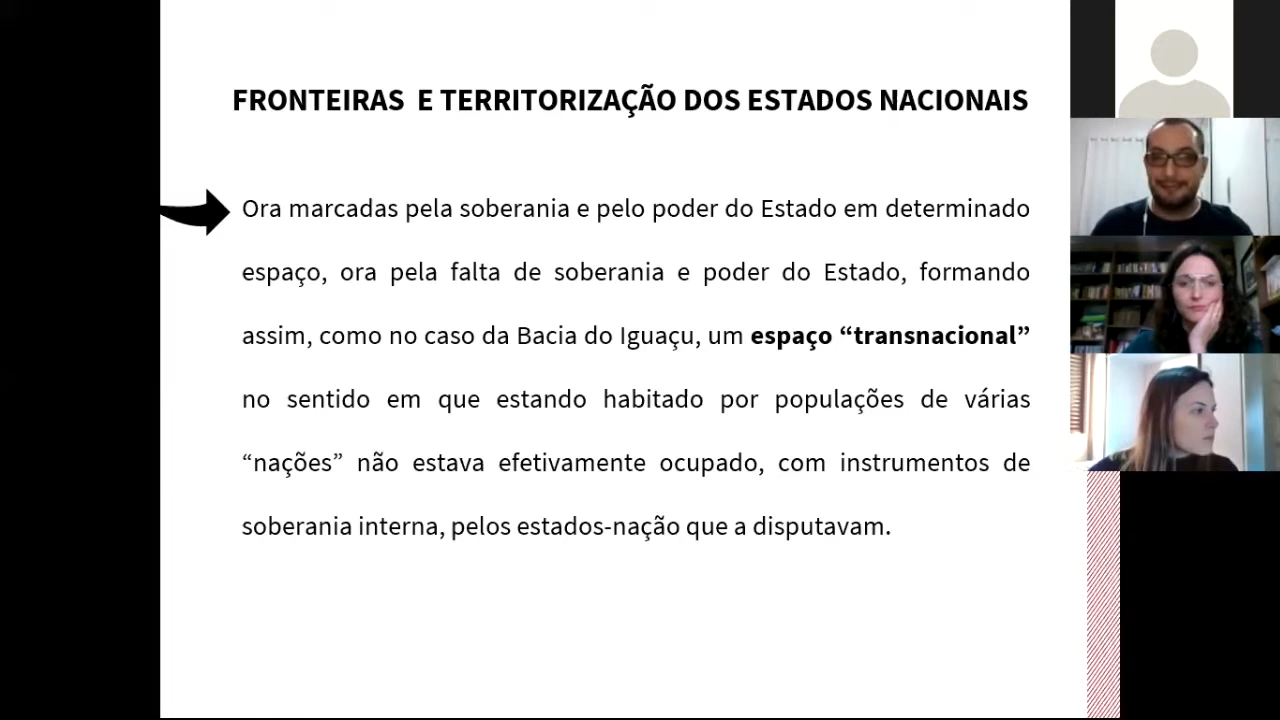 FRONTEIRAS E TERRITORIZAÇÃO DOS ESTADOS NACIONAIS
Ora marcadas pela soberania e pelo poder do Estado em determinado
espaço, ora pela falta de soberania e poder do Estado, formando
assim, como no caso da Bacia do Iguaçu, um espaço “transnacional”
no sentido em que estando habitado por populações de várias
“nações” não estava efetivamente ocupado, com instrumentos de
soberania interna, pelos estados-nação que a disputavam.